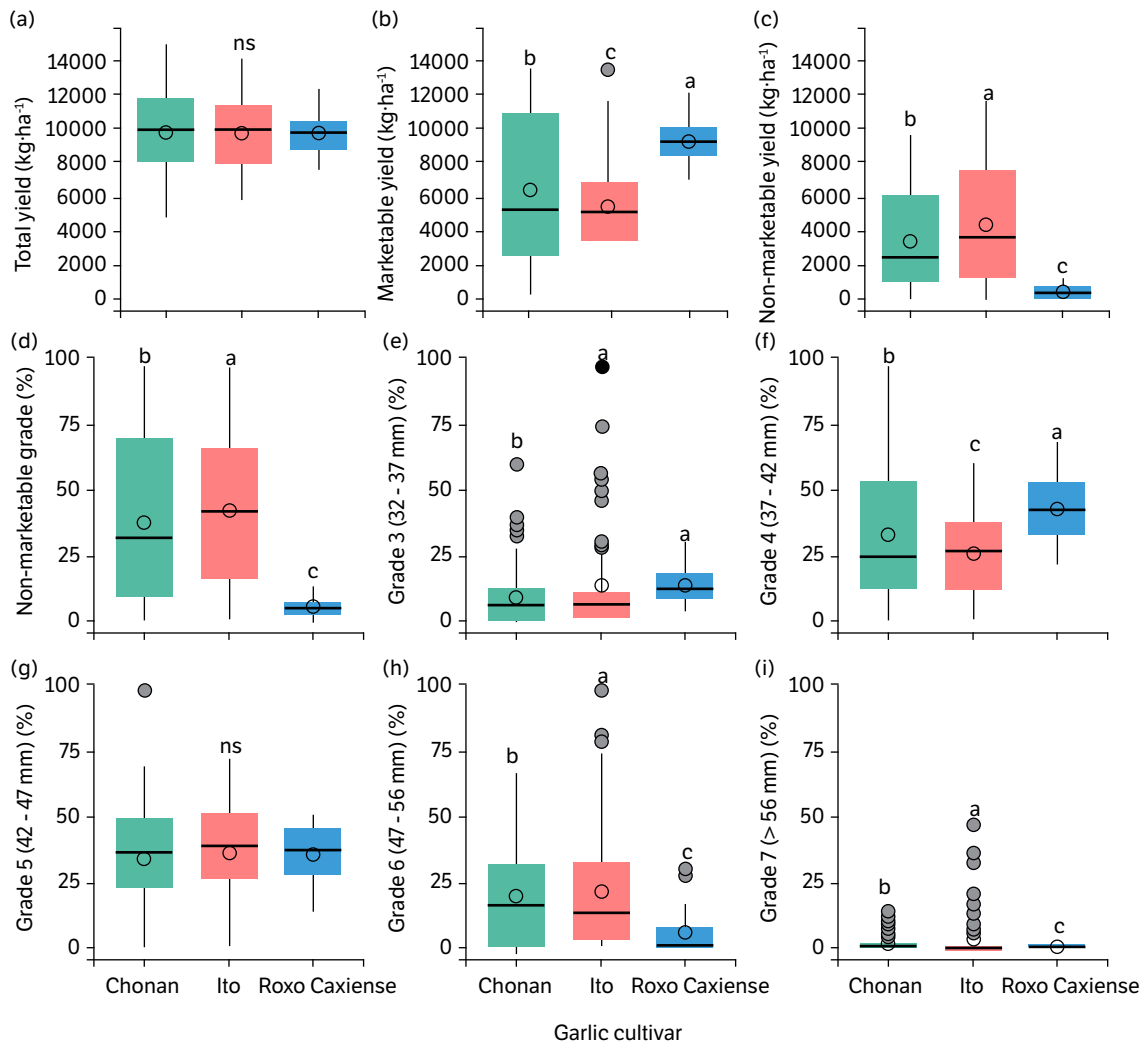 (a)
Total yield (kg·ha⁻¹)
14000
12000
10000
8000
6000
4000
2000
0
ns
(b)
Marketable yield (kg·ha⁻¹)
14000
12000
10000
8000
6000
4000
2000
0
b
c
a
(c)
Non-marketable yield (kg·ha⁻¹)
14000
12000
10000
8000
6000
4000
2000
0
b
a
c
(d)
Non-marketable grade (%)
100
75
50
25
0
b
a
c
(e)
Grade 3 (32 - 37 mm) (%)
100
75
50
25
0
b
a
a
(f)
Grade 4 (37 - 42 mm) (%)
100
75
50
25
0
b
c
a
(g)
Grade 5 (42 - 47 mm) (%)
100
75
50
25
0
ns
Chonan
Ito
Roxo Caxiense
(h)
Grade 6 (47 - 56 mm) (%)
100
75
50
25
0
b
a
c
Chonan
Ito
Roxo Caxiense
(i)
Grade 7 (> 56 mm) (%)
100
75
50
25
0
b
a
c
Chonan
Ito
Roxo Caxiense
Garlic cultivar